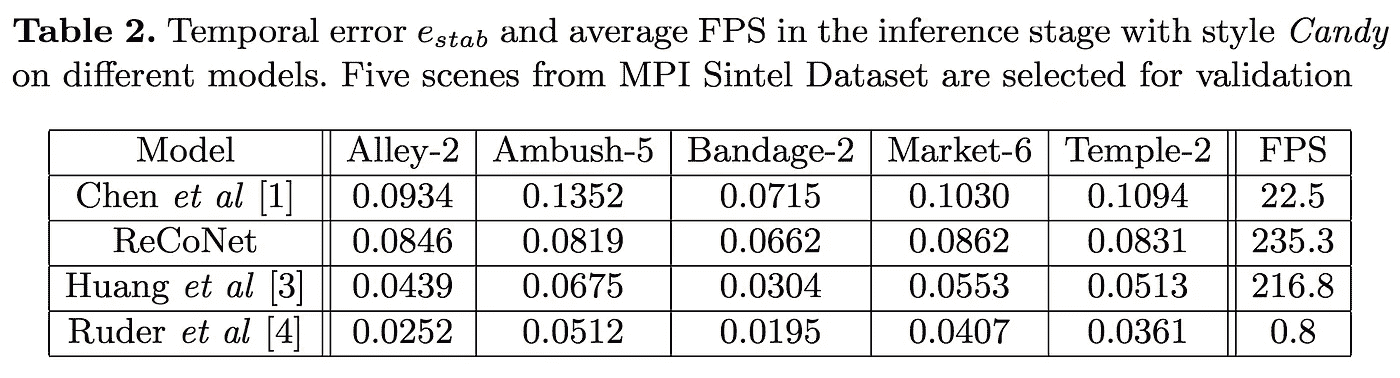 Table 2. Temporal error e_stab and average FPS in the inference stage with style Candy
on different models. Five scenes from MPI Sintel Dataset are selected for validation
Model Alley-2 Ambush-5 Bandage-2 Market-6 Temple-2 FPS
Chen et al [1] 0.0934 0.1352 0.0715 0.1030 0.1094 22.5
ReCoNet 0.0846 0.0819 0.0662 0.0862 0.0831 235.3
Huang et al [3] 0.0439 0.0675 0.0304 0.0553 0.0513 216.8
Ruder et al [4] 0.0252 0.0512 0.0195 0.0407 0.0361 0.8